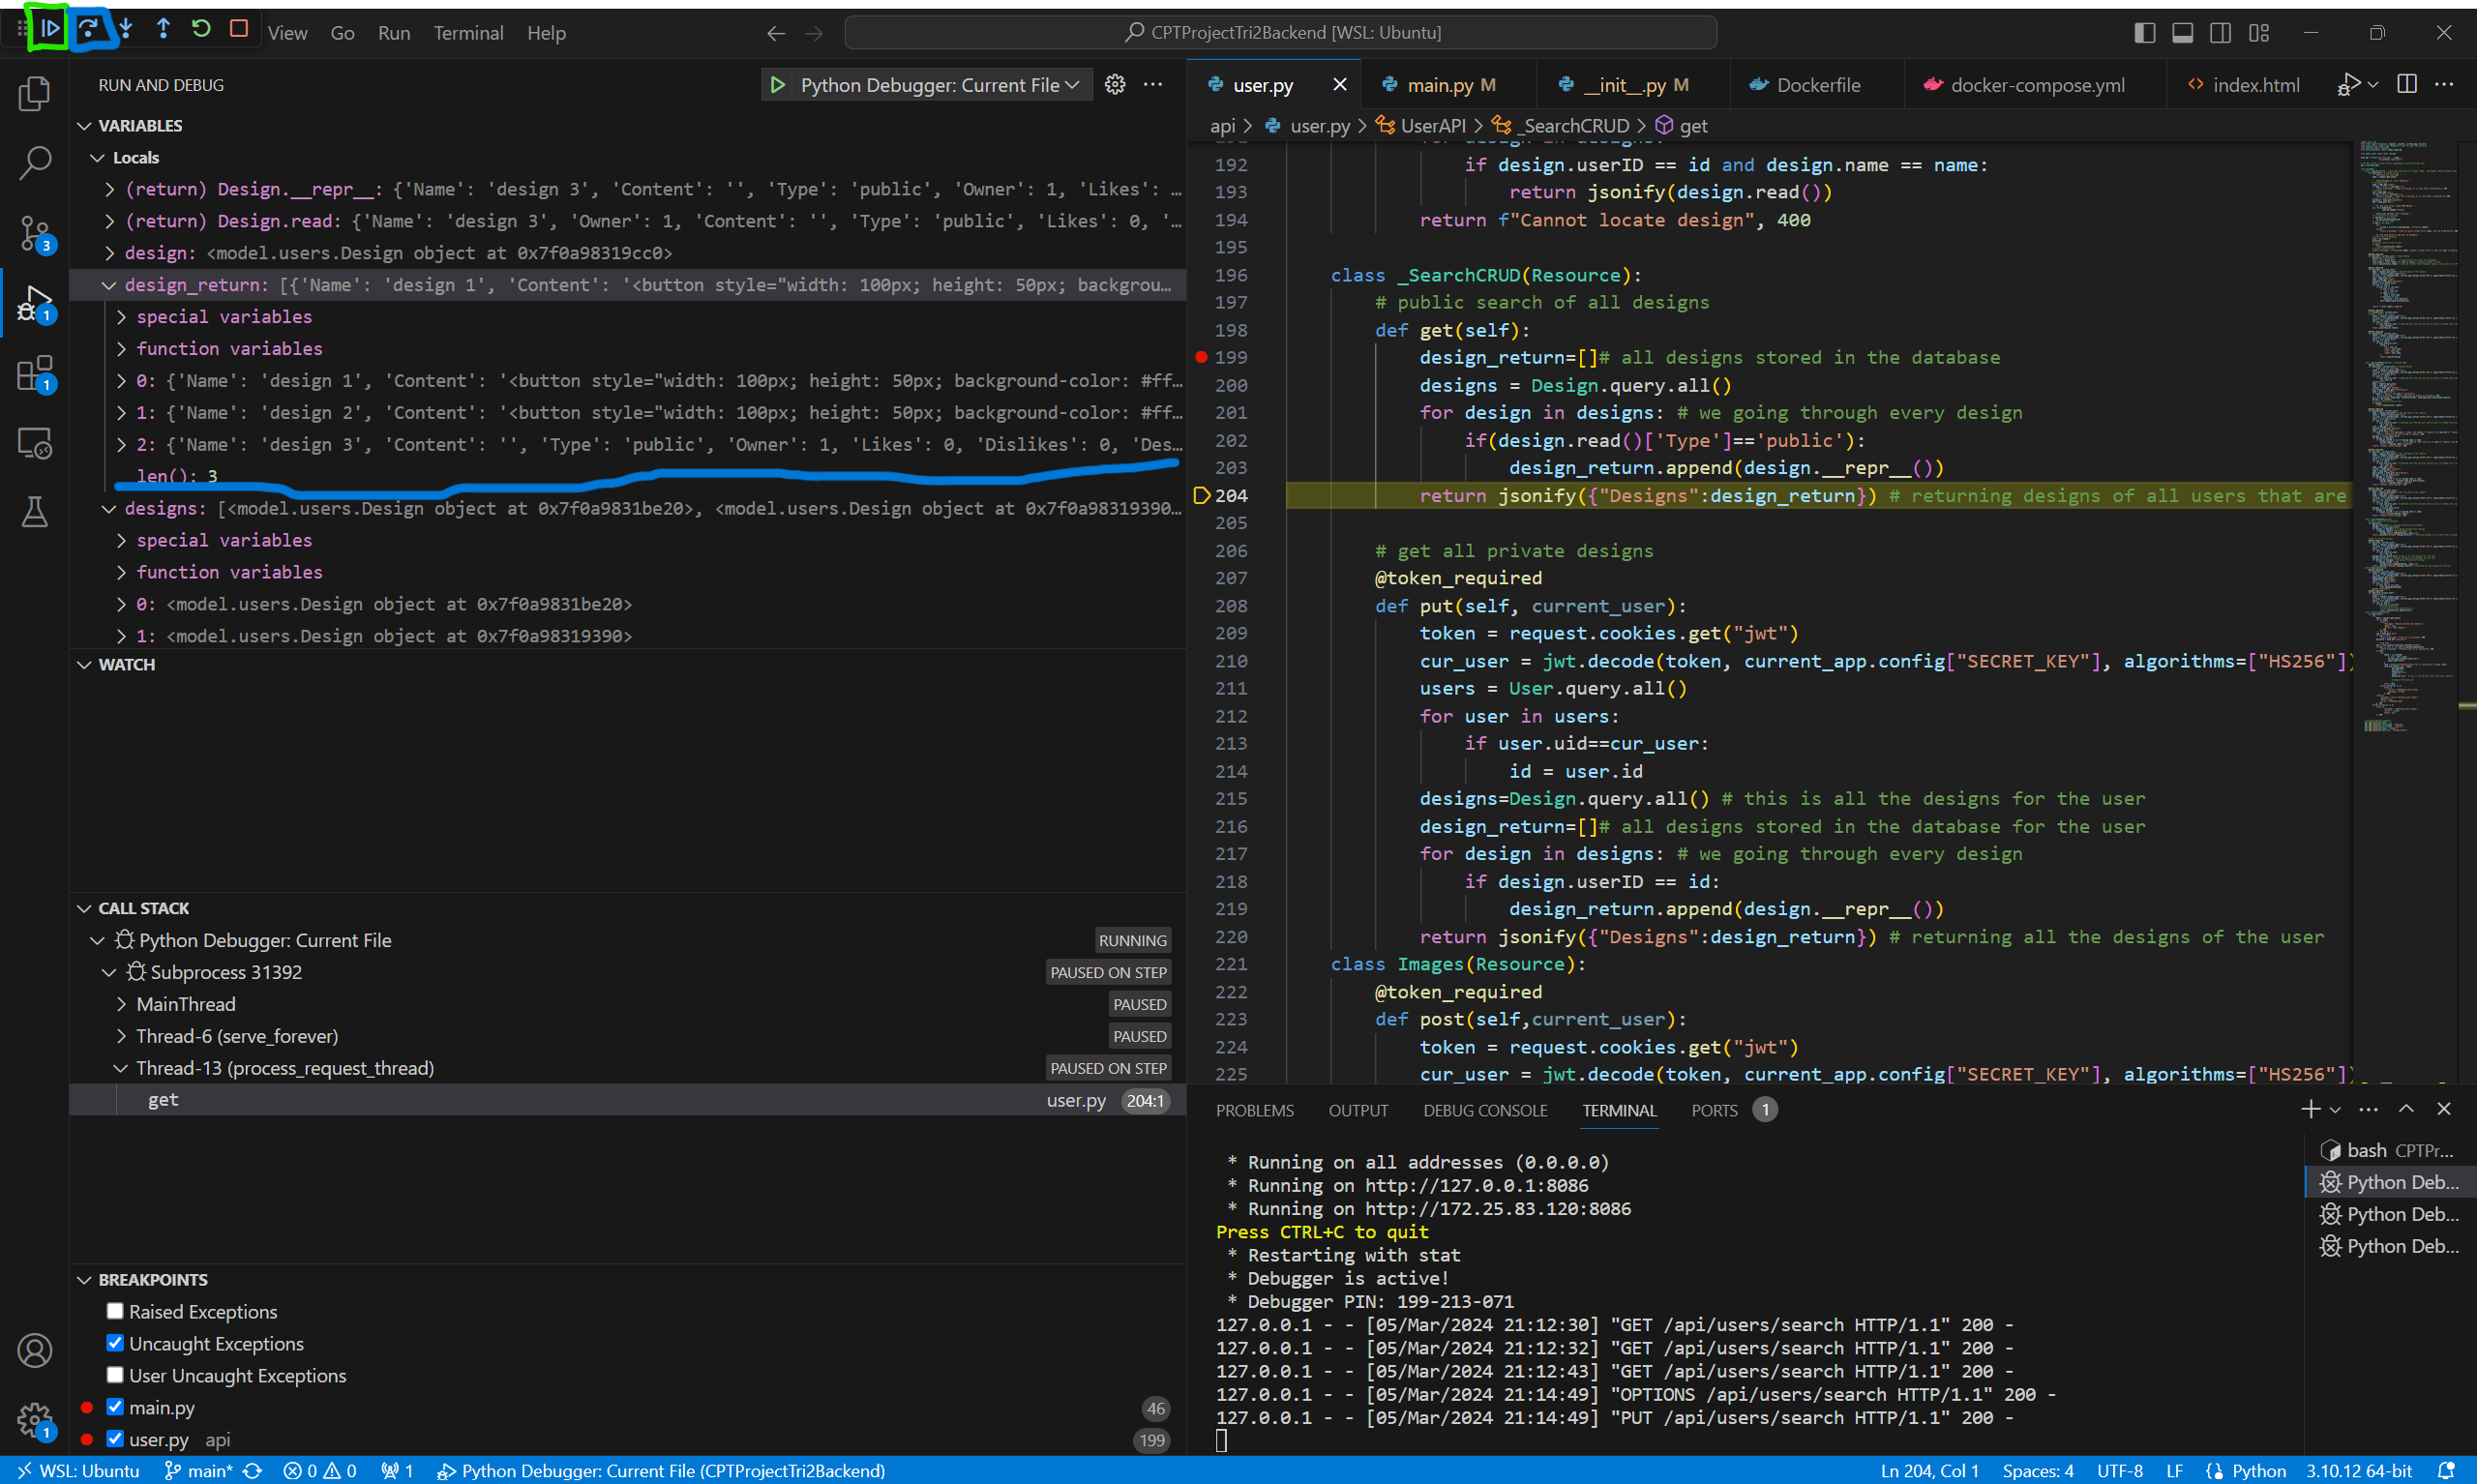 View Go Run Terminal Help
CPTProjectTri2Backend [WSL: Ubuntu]
RUN AND DEBUG
Python Debugger: Current File
VARIABLES
Locals
(return) Design.__repr__: {'Name': 'design 3', 'Content': '', 'Type': 'public', 'Owner': 1, 'Likes': …
(return) Design.read: {'Name': 'design 3', 'Owner': 1, 'Content': '', 'Type': 'public', 'Likes': 0, '…
design: <model.users.Design object at 0x7f0a98319cc0>
design_return: [{'Name': 'design 1', 'Content': '<button style="width: 100px; height: 50px; backgrou…
special variables
function variables
0: {'Name': 'design 1', 'Content': '<button style="width: 100px; height: 50px; background-color: #ff…
1: {'Name': 'design 2', 'Content': '<button style="width: 100px; height: 50px; background-color: #ff…
2: {'Name': 'design 3', 'Content': '', 'Type': 'public', 'Owner': 1, 'Likes': 0, 'Dislikes': 0, 'Des…
len(): 3
designs: [<model.users.Design object at 0x7f0a9831be20>, <model.users.Design object at 0x7f0a98319390…
special variables
function variables
0: <model.users.Design object at 0x7f0a9831be20>
1: <model.users.Design object at 0x7f0a98319390>
WATCH
CALL STACK
Python Debugger: Current File RUNNING
Subprocess 31392 PAUSED ON STEP
MainThread PAUSED
Thread-6 (serve_forever) PAUSED
Thread-13 (process_request_thread) PAUSED ON STEP
get user.py 204:1
BREAKPOINTS
Raised Exceptions
Uncaught Exceptions
User Uncaught Exceptions
main.py 46
user.py api 199
3
1
1
1
user.py main.py M __init__.py M Dockerfile docker-compose.yml index.html
api > user.py > UserAPI > _SearchCRUD > get
192 if design.userID == id and design.name == name:
193 return jsonify(design.read())
194 return f"Cannot locate design", 400
195
196 class _SearchCRUD(Resource):
197 # public search of all designs
198 def get(self):
199 design_return=[]# all designs stored in the database
200 designs = Design.query.all()
201 for design in designs: # we going through every design
202 if(design.read()['Type']=='public'):
203 design_return.append(design.__repr__())
204 return jsonify({"Designs":design_return}) # returning designs of all users that are
205
206 # get all private designs
207 @token_required
208 def put(self, current_user):
209 token = request.cookies.get("jwt")
210 cur_user = jwt.decode(token, current_app.config["SECRET_KEY"], algorithms=["HS256"])
211 users = User.query.all()
212 for user in users:
213 if user.uid==cur_user:
214 id = user.id
215 designs=Design.query.all() # this is all the designs for the user
216 design_return=[]# all designs stored in the database for the user
217 for design in designs: # we going through every design
218 if design.userID == id:
219 design_return.append(design.__repr__())
220 return jsonify({"Designs":design_return}) # returning all the designs of the user
221 class Images(Resource):
222 @token_required
223 def post(self,current_user):
224 token = request.cookies.get("jwt")
225 cur_user = jwt.decode(token, current_app.config["SECRET_KEY"], algorithms=["HS256"])
PROBLEMS OUTPUT DEBUG CONSOLE TERMINAL PORTS 1
* Running on all addresses (0.0.0.0)
* Running on http://127.0.0.1:8086
* Running on http://172.25.83.120:8086
Press CTRL+C to quit
* Restarting with stat
* Debugger is active!
* Debugger PIN: 199-213-071
127.0.0.1 - - [05/Mar/2024 21:12:30] "GET /api/users/search HTTP/1.1" 200 -
127.0.0.1 - - [05/Mar/2024 21:12:32] "GET /api/users/search HTTP/1.1" 200 -
127.0.0.1 - - [05/Mar/2024 21:12:43] "GET /api/users/search HTTP/1.1" 200 -
127.0.0.1 - - [05/Mar/2024 21:14:49] "OPTIONS /api/users/search HTTP/1.1" 200 -
127.0.0.1 - - [05/Mar/2024 21:14:49] "PUT /api/users/search HTTP/1.1" 200 -
bash CPTPr…
Python Deb…
Python Deb…
Python Deb…
WSL: Ubuntu main* 0 0 1 Python Debugger: Current File (CPTProjectTri2Backend) Ln 204, Col 1 Spaces: 4 UTF-8 LF Python 3.10.12 64-bit